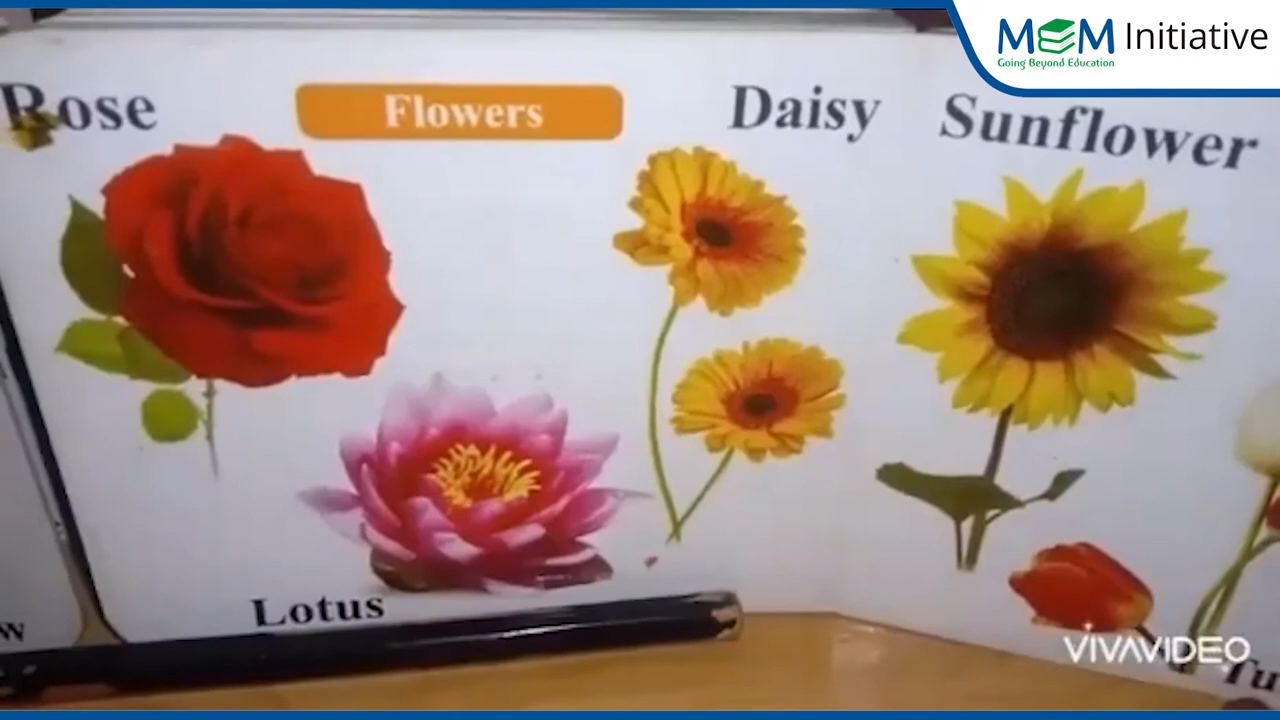 MEM Initiative
Going Beyond Education
Rose
Flowers
Daisy
Sunflower
Lotus
VIVAVIDEO